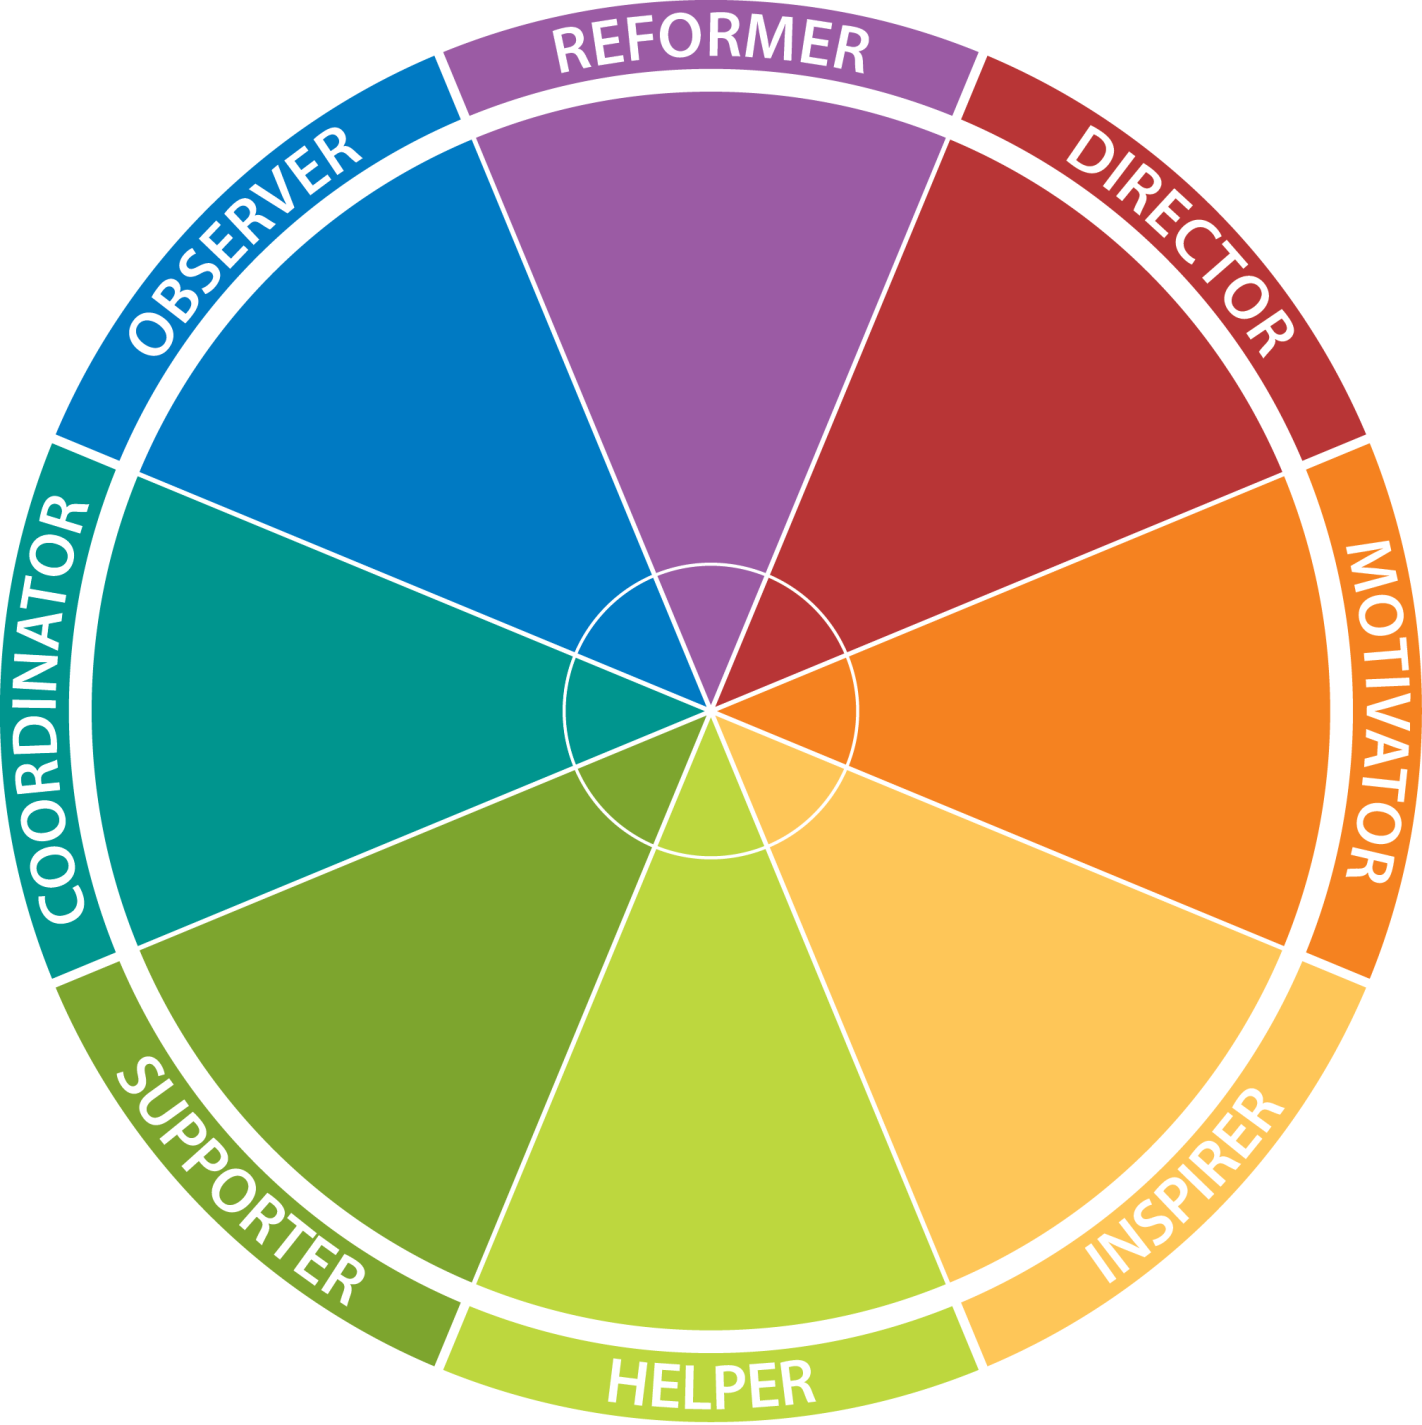 REFORMER
DIRECTOR
MOTIVATOR
INSPIRER
HELPER
SUPPORTER
COORDINATOR
OBSERVER